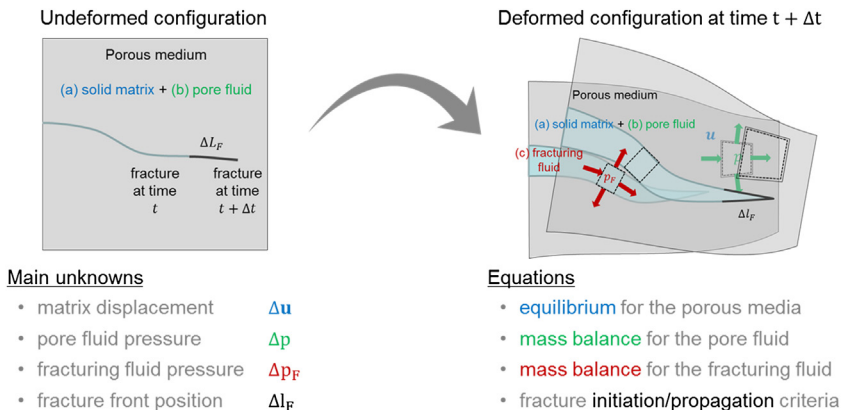 Undeformed configuration
Porous medium
(a) solid matrix + (b) pore fluid
ΔL_F
fracture at time t
fracture at time t + Δt
Deformed configuration at time t + Δt
Porous medium
(a) solid matrix + (b) pore fluid
u
p
(c) fracturing fluid
p_F
Δl_F
Main unknowns
• matrix displacement Δu
• pore fluid pressure Δp
• fracturing fluid pressure Δp_F
• fracture front position Δl_F
Equations
• equilibrium for the porous media
• mass balance for the pore fluid
• mass balance for the fracturing fluid
• fracture initiation/propagation criteria